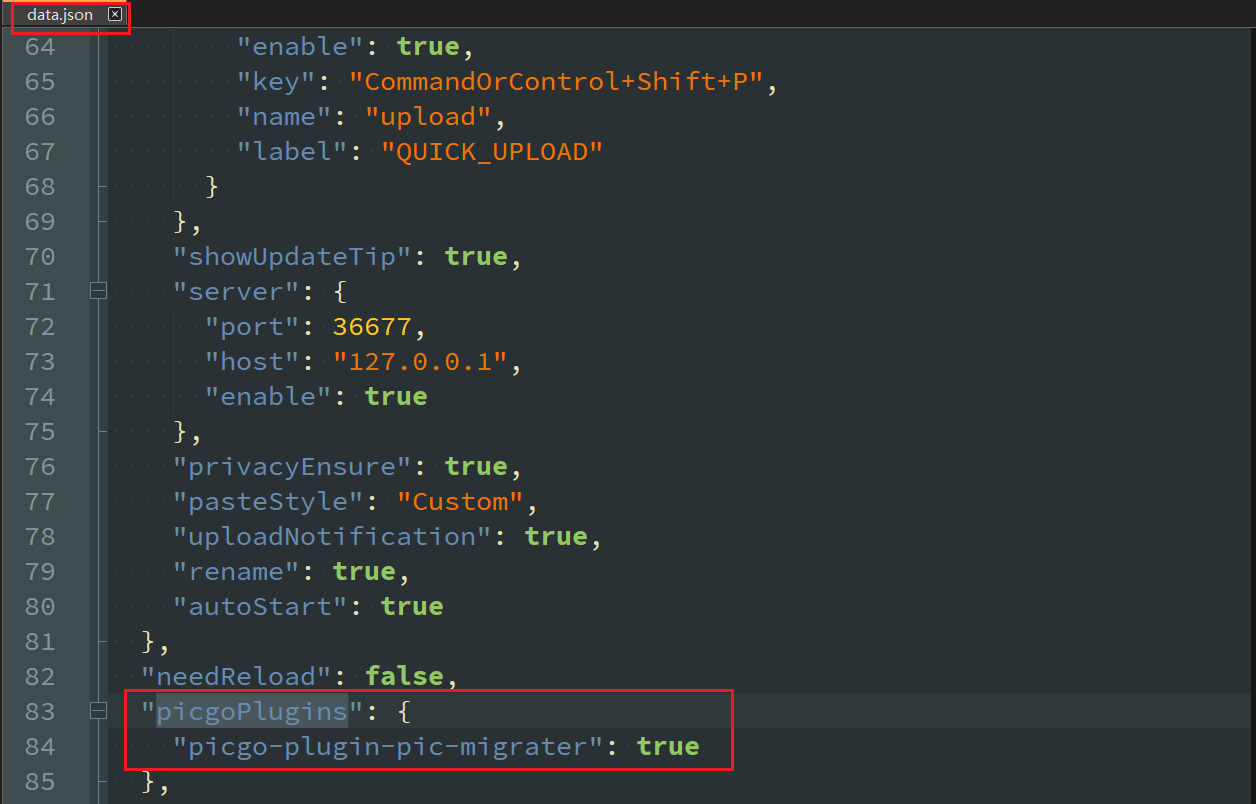 data.json
64 "enable": true,
65 "key": "CommandOrControl+Shift+P",
66 "name": "upload",
67 "label": "QUICK_UPLOAD"
68 }
69 },
70 "showUpdateTip": true,
71 "server": {
72 "port": 36677,
73 "host": "127.0.0.1",
74 "enable": true
75 },
76 "privacyEnsure": true,
77 "pasteStyle": "Custom",
78 "uploadNotification": true,
79 "rename": true,
80 "autoStart": true
81 },
82 "needReload": false,
83 "picgoPlugins": {
84 "picgo-plugin-pic-migrater": true
85 },